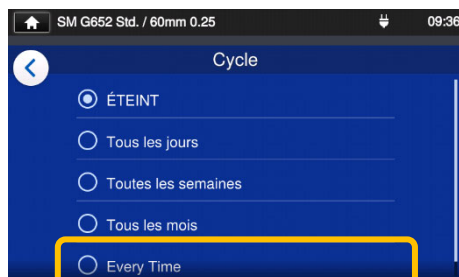 SM G652 Std. / 60mm 0.25 09:36
Cycle
ÉTEINT
Tous les jours
Toutes les semaines
Tous les mois
Every Time